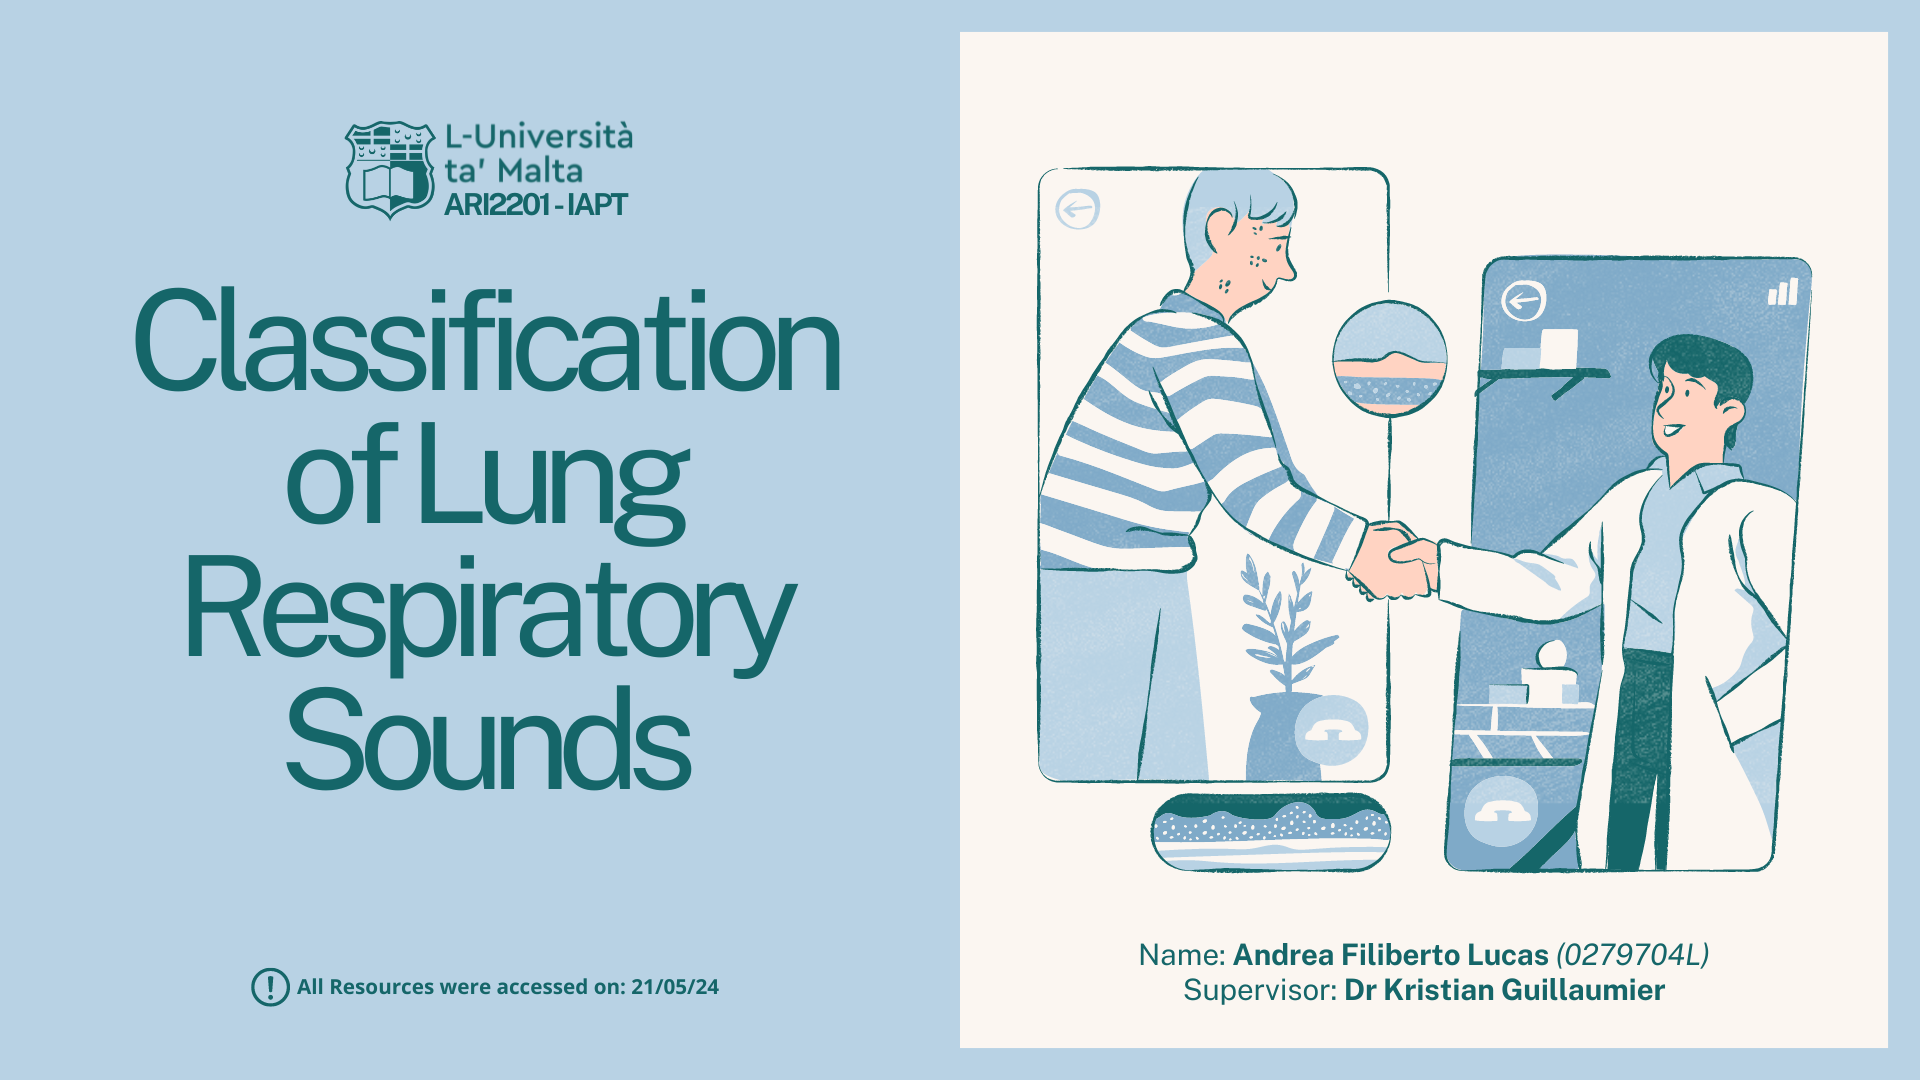 L-Università
ta' Malta
ARI2201 - IAPT
Classification
of Lung
Respiratory
Sounds
All Resources were accessed on: 21/05/24
Name: Andrea Filiberto Lucas (0279704L)
Supervisor: Dr Kristian Guillaumier